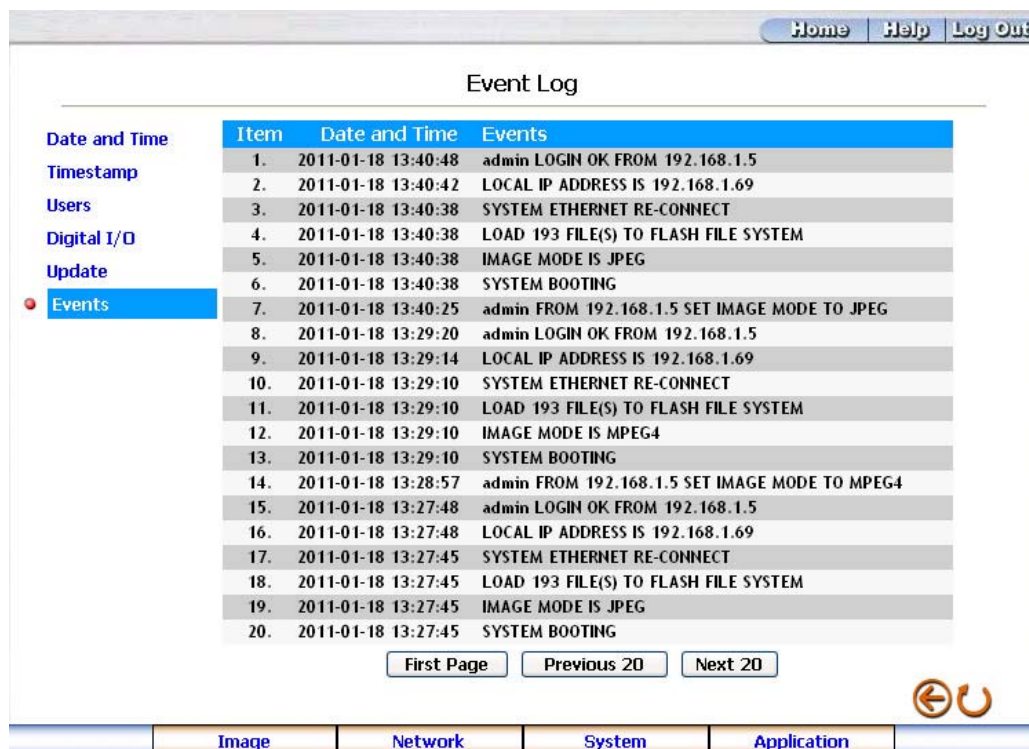 Home Help Log Out
Event Log
Date and Time
Timestamp
Users
Digital I/O
Update
Events
Item Date and Time Events
1. 2011-01-18 13:40:48 admin LOGIN OK FROM 192.168.1.5
2. 2011-01-18 13:40:42 LOCAL IP ADDRESS IS 192.168.1.69
3. 2011-01-18 13:40:38 SYSTEM ETHERNET RE-CONNECT
4. 2011-01-18 13:40:38 LOAD 193 FILE(S) TO FLASH FILE SYSTEM
5. 2011-01-18 13:40:38 IMAGE MODE IS JPEG
6. 2011-01-18 13:40:38 SYSTEM BOOTING
7. 2011-01-18 13:40:25 admin FROM 192.168.1.5 SET IMAGE MODE TO JPEG
8. 2011-01-18 13:29:20 admin LOGIN OK FROM 192.168.1.5
9. 2011-01-18 13:29:14 LOCAL IP ADDRESS IS 192.168.1.69
10. 2011-01-18 13:29:10 SYSTEM ETHERNET RE-CONNECT
11. 2011-01-18 13:29:10 LOAD 193 FILE(S) TO FLASH FILE SYSTEM
12. 2011-01-18 13:29:10 IMAGE MODE IS MPEG4
13. 2011-01-18 13:29:10 SYSTEM BOOTING
14. 2011-01-18 13:28:57 admin FROM 192.168.1.5 SET IMAGE MODE TO MPEG4
15. 2011-01-18 13:27:48 admin LOGIN OK FROM 192.168.1.5
16. 2011-01-18 13:27:48 LOCAL IP ADDRESS IS 192.168.1.69
17. 2011-01-18 13:27:45 SYSTEM ETHERNET RE-CONNECT
18. 2011-01-18 13:27:45 LOAD 193 FILE(S) TO FLASH FILE SYSTEM
19. 2011-01-18 13:27:45 IMAGE MODE IS JPEG
20. 2011-01-18 13:27:45 SYSTEM BOOTING
First Page Previous 20 Next 20
Image Network System Application